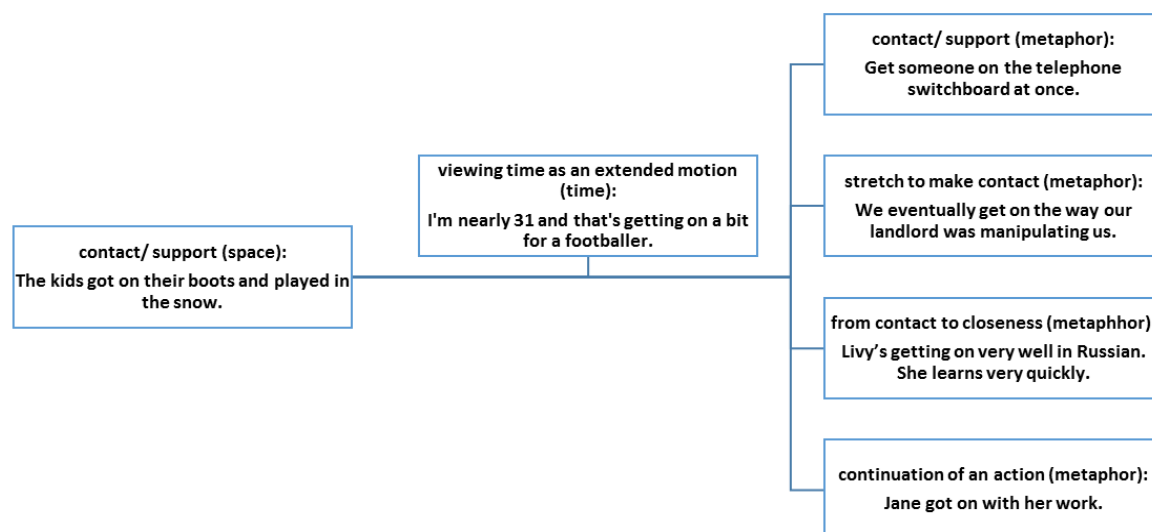 contact/ support (space):
The kids got on their boots and played in
the snow.
viewing time as an extended motion
(time):
I'm nearly 31 and that's getting on a bit
for a footballer.
contact/ support (metaphor):
Get someone on the telephone
switchboard at once.
stretch to make contact (metaphor):
We eventually get on the way our
landlord was manipulating us.
from contact to closeness (metaphhor)
Livy’s getting on very well in Russian.
She learns very quickly.
continuation of an action (metaphor):
Jane got on with her work.